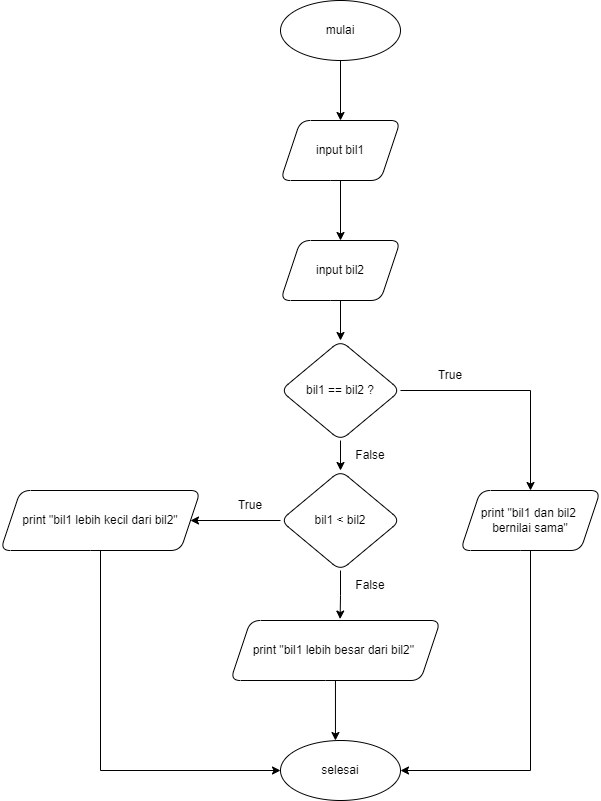 mulai
input bil1
input bil2
bil1 == bil2 ?
True
False
True
print "bil1 lebih kecil dari bil2"
bil1 < bil2
print "bil1 dan bil2
bernilai sama"
False
print "bil1 lebih besar dari bil2"
selesai